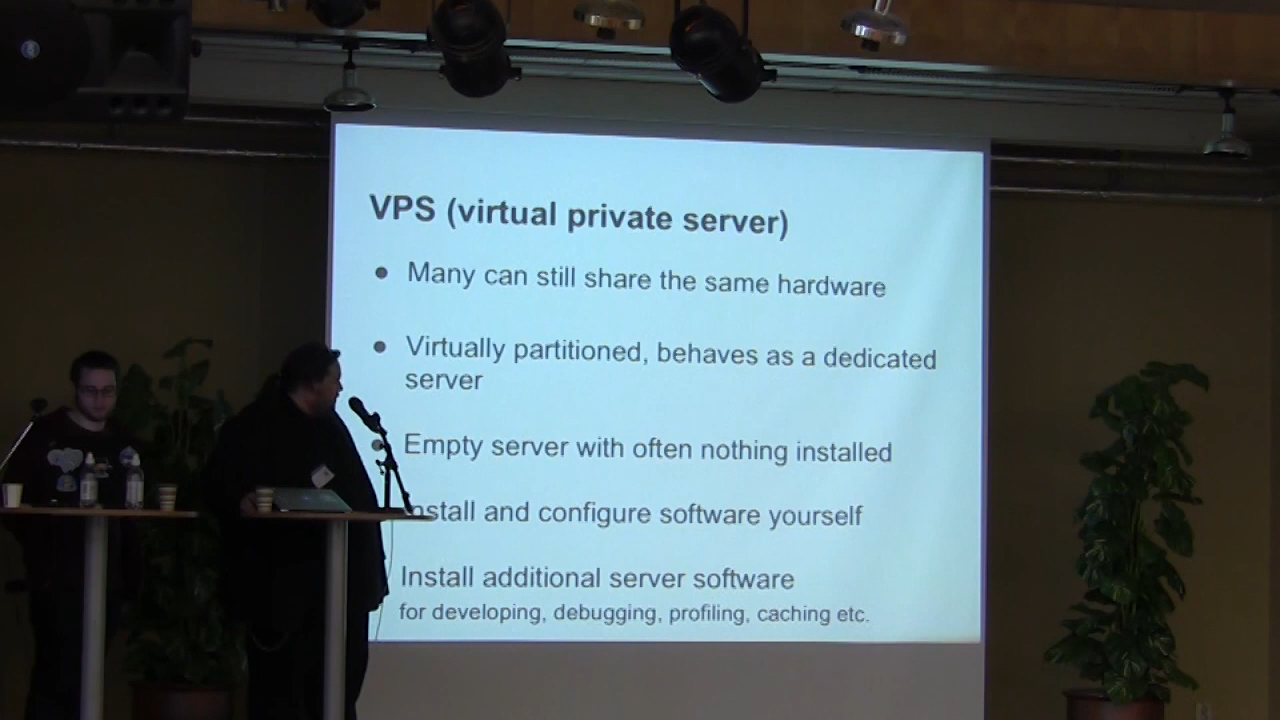 VPS (virtual private server)
Many can still share the same hardware
Virtually partitioned, behaves as a dedicated
server
Empty server with often nothing installed
Install and configure software yourself
Install additional server software
for developing, debugging, profiling, caching etc.